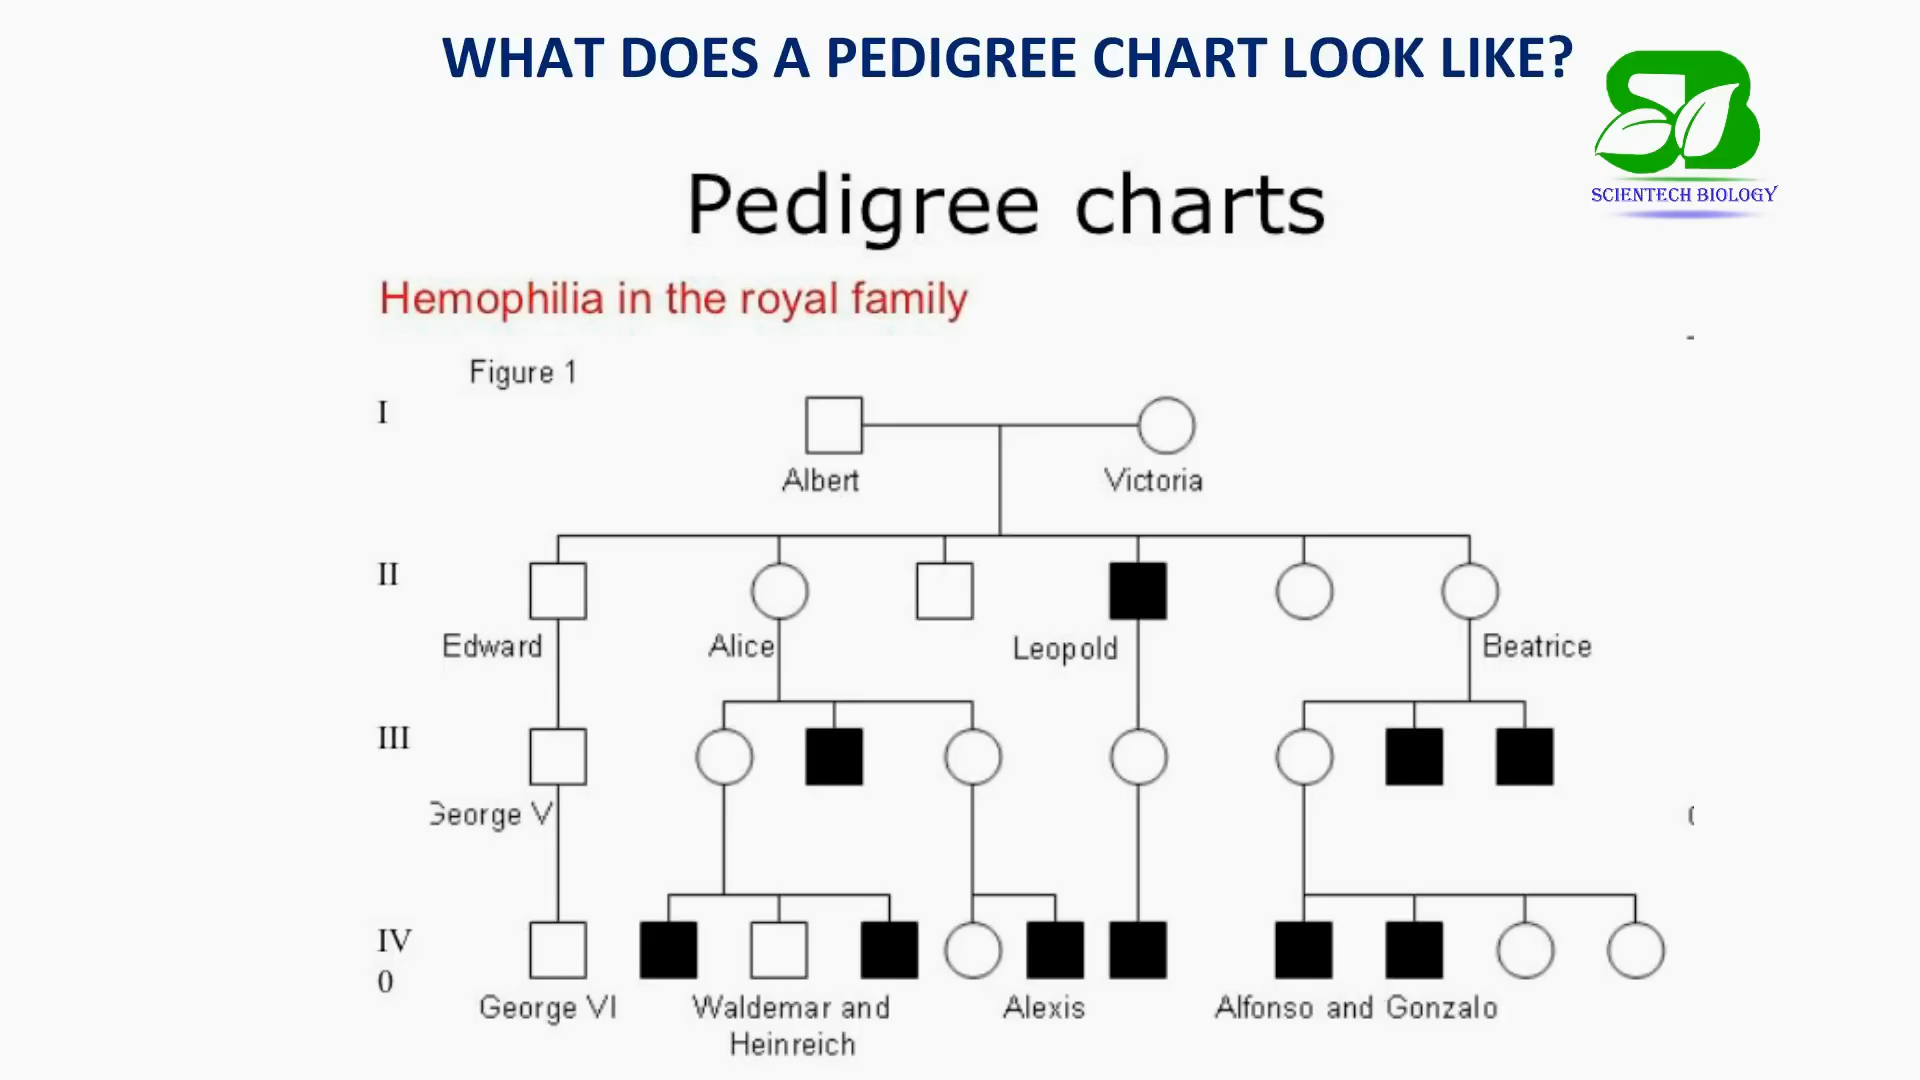 WHAT DOES A PEDIGREE CHART LOOK LIKE?
SCIENTECH BIOLOGY
Pedigree charts
Hemophilia in the royal family
Figure 1
I
Albert
Victoria
II
Edward
Alice
Leopold
Beatrice
III
George V
IV
0
George VI
Waldemar and
Heinreich
Alexis
Alfonso and Gonzalo